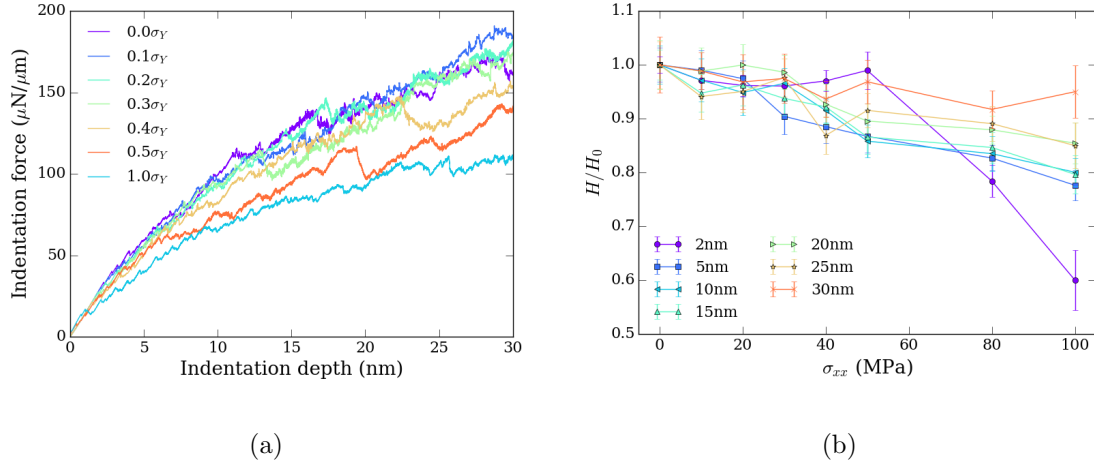 200
150
100
50
0
0 5 10 15 20 25 30
Indentation force (μN/μm)
Indentation depth (nm)
0.0σ_Y
0.1σ_Y
0.2σ_Y
0.3σ_Y
0.4σ_Y
0.5σ_Y
1.0σ_Y
(a)
1.1
1.0
0.9
0.8
0.7
0.6
0.5
0 20 40 60 80 100
H/H_0
σ_xx (MPa)
2nm
5nm
10nm
15nm
20nm
25nm
30nm
(b)